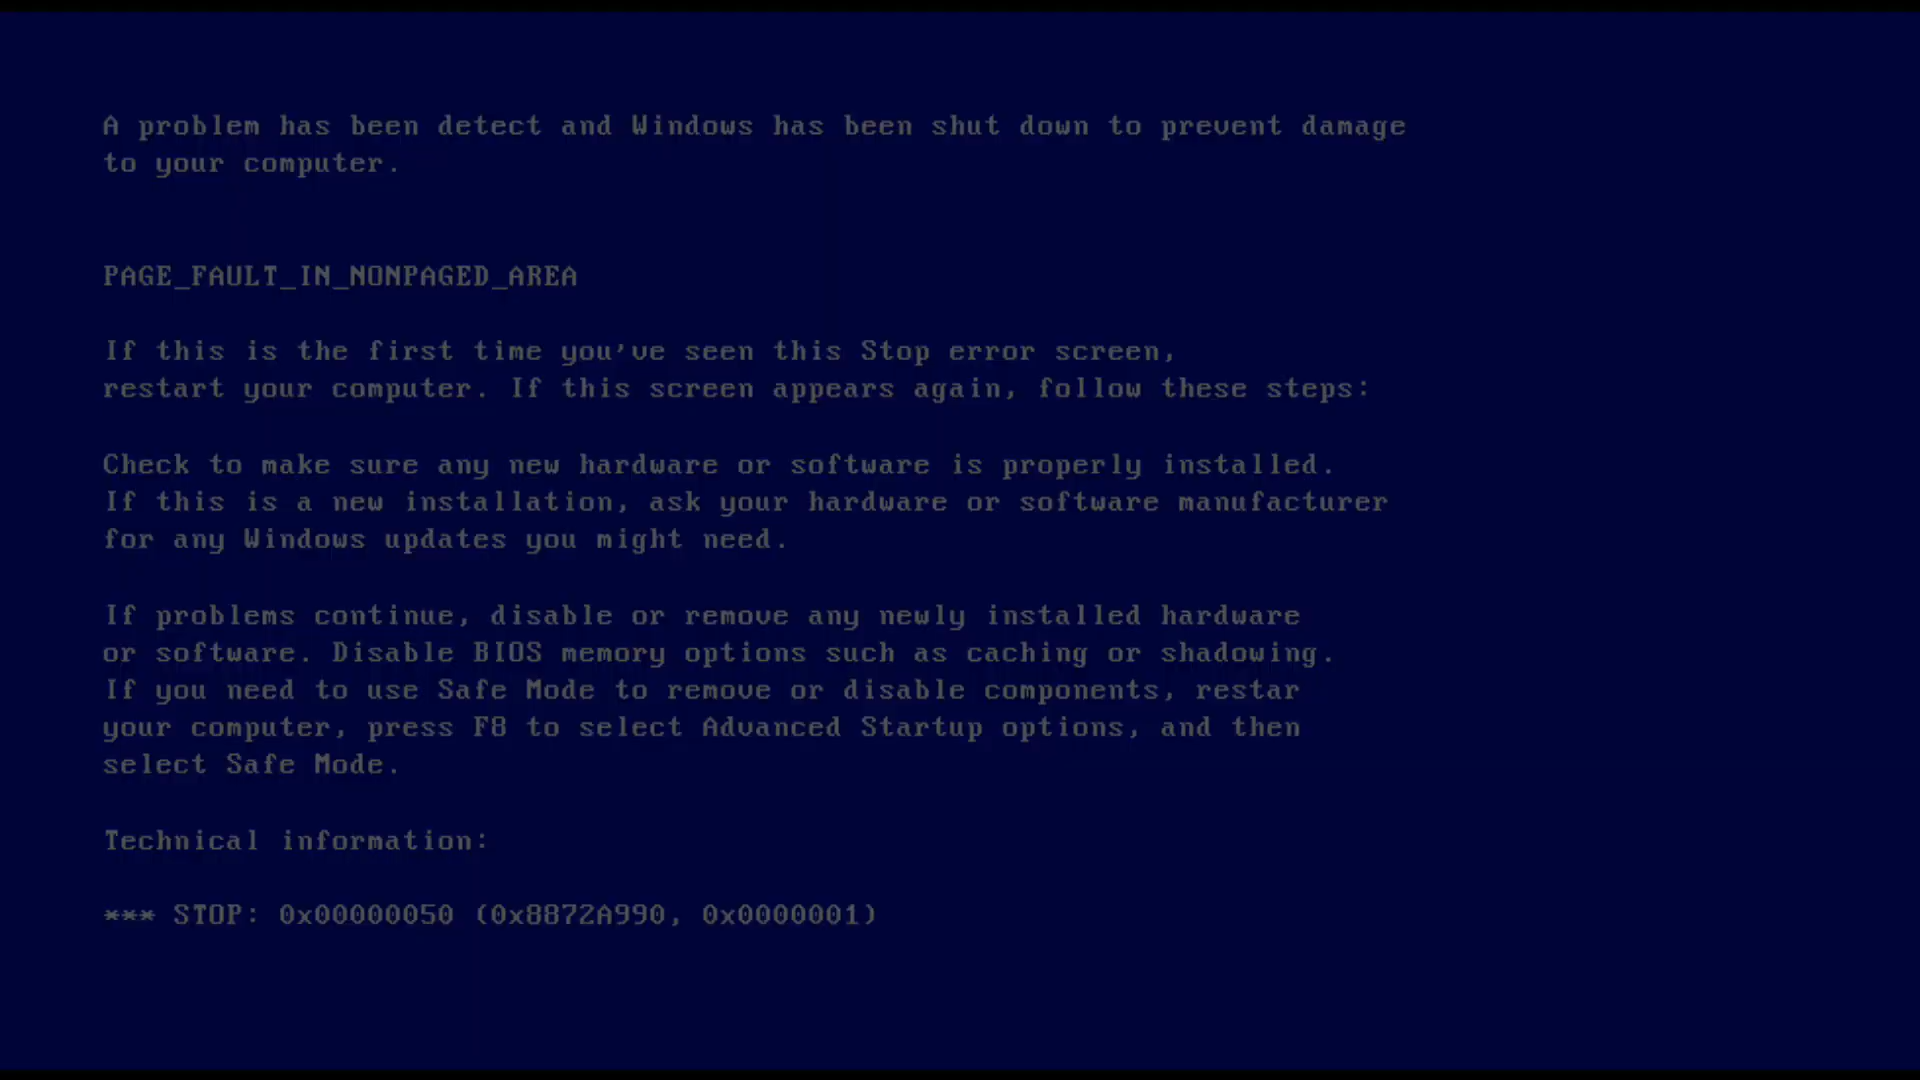 A problem has been detect and Windows has been shut down to prevent damage
to your computer.
PAGE_FAULT_IN_NONPAGED_AREA
If this is the first time you've seen this Stop error screen,
restart your computer. If this screen appears again, follow these steps:
Check to make sure any new hardware or software is properly installed.
If this is a new installation, ask your hardware or software manufacturer
for any Windows updates you might need.
If problems continue, disable or remove any newly installed hardware
or software. Disable BIOS memory options such as caching or shadowing.
If you need to use Safe Mode to remove or disable components, restar
your computer, press F8 to select Advanced Startup options, and then
select Safe Mode.
Technical information:
*** STOP: 0x00000050 (0x8872A990, 0x0000001)